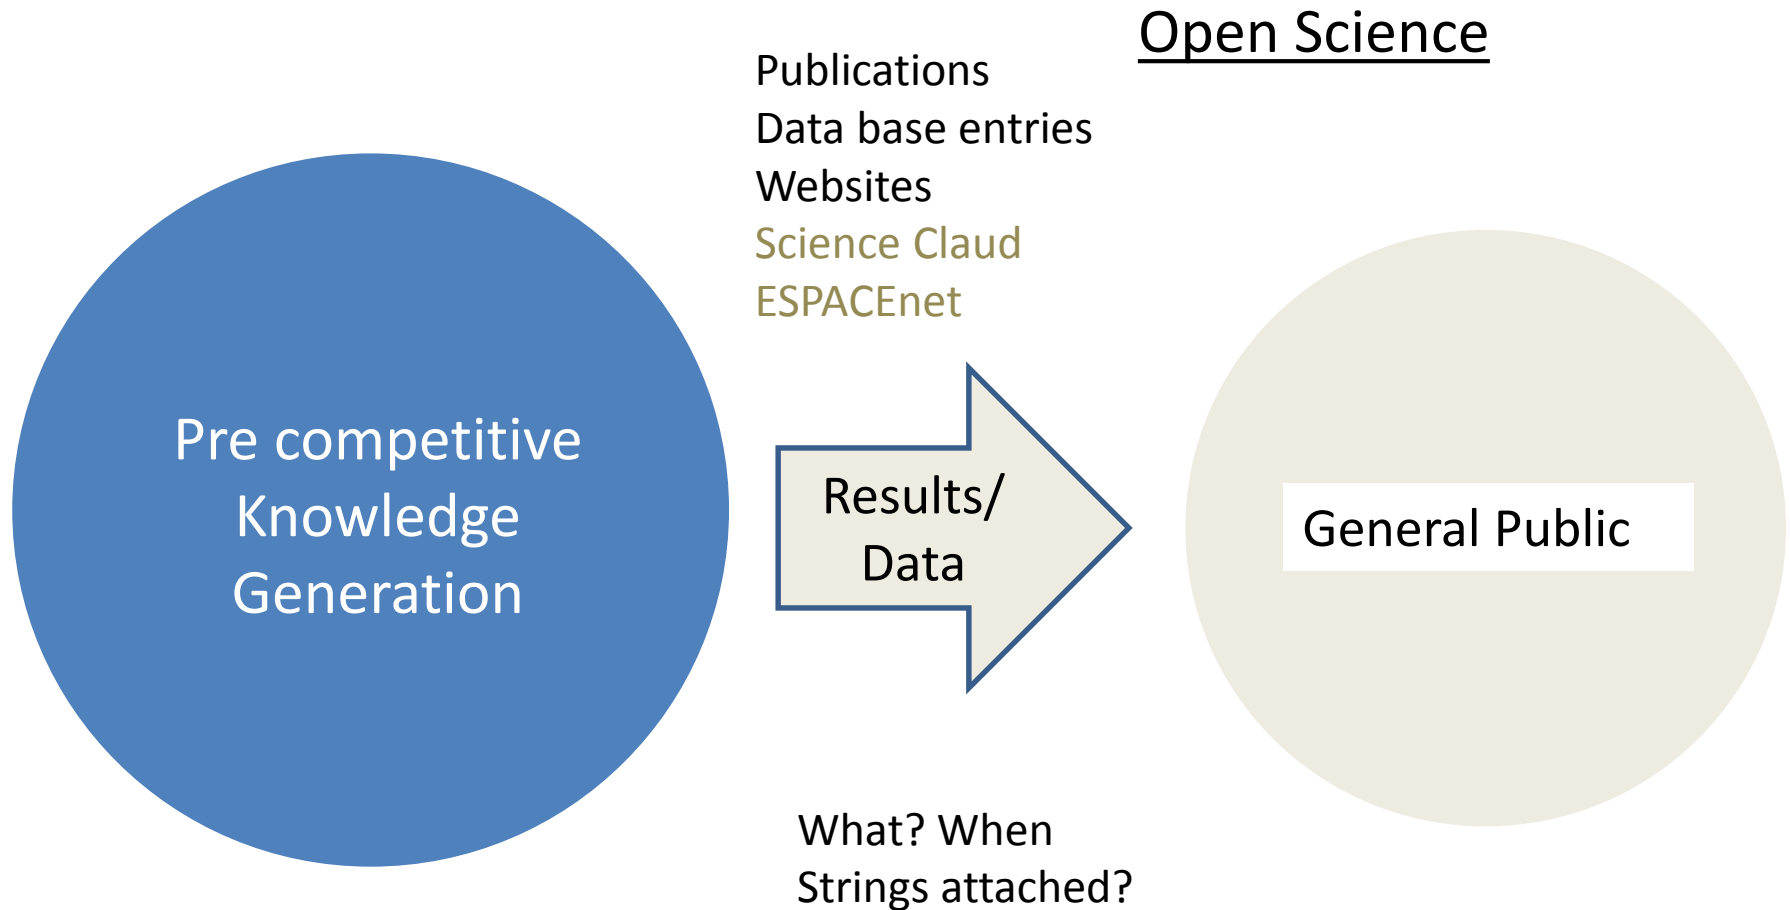 Open Science
Publications
Data base entries
Websites
Science Claud
ESPACEnet
Pre competitive
Knowledge
Generation
Results/
Data
General Public
What? When
Strings attached?